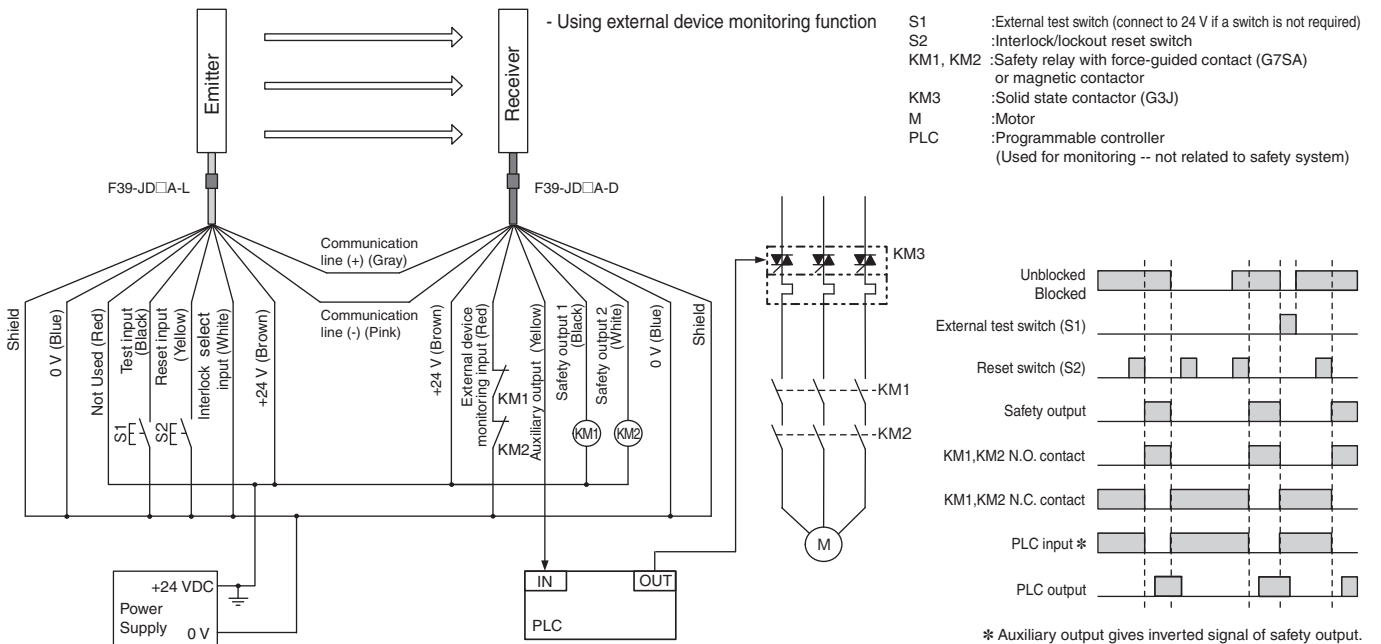 - Using external device monitoring function
S1 :External test switch (connect to 24 V if a switch is not required)
S2 :Interlock/lockout reset switch
KM1, KM2 :Safety relay with force-guided contact (G7SA)
or magnetic contactor
KM3 :Solid state contactor (G3J)
M :Motor
PLC :Programmable controller
(Used for monitoring -- not related to safety system)
Emitter
Receiver
F39-JD□A-L
F39-JD□A-D
Communication
line (+) (Gray)
Communication
line (-) (Pink)
Shield
0 V (Blue)
Not Used (Red)
Test input
(Black)
Reset input
(Yellow)
Interlock select
input (White)
+24 V (Brown)
+24 V (Brown)
External device
monitoring input (Red)
Auxiliary output (Yellow)
Safety output 1
(Black)
Safety output 2
(White)
0 V (Blue)
Shield
S1
S2
KM1
KM2
KM1
KM2
KM3
KM1
KM2
M
+24 VDC
Power
Supply
0 V
IN
OUT
PLC
Unblocked
Blocked
External test switch (S1)
Reset switch (S2)
Safety output
KM1,KM2 N.O. contact
KM1,KM2 N.C. contact
PLC input ✻
PLC output
✻ Auxiliary output gives inverted signal of safety output.